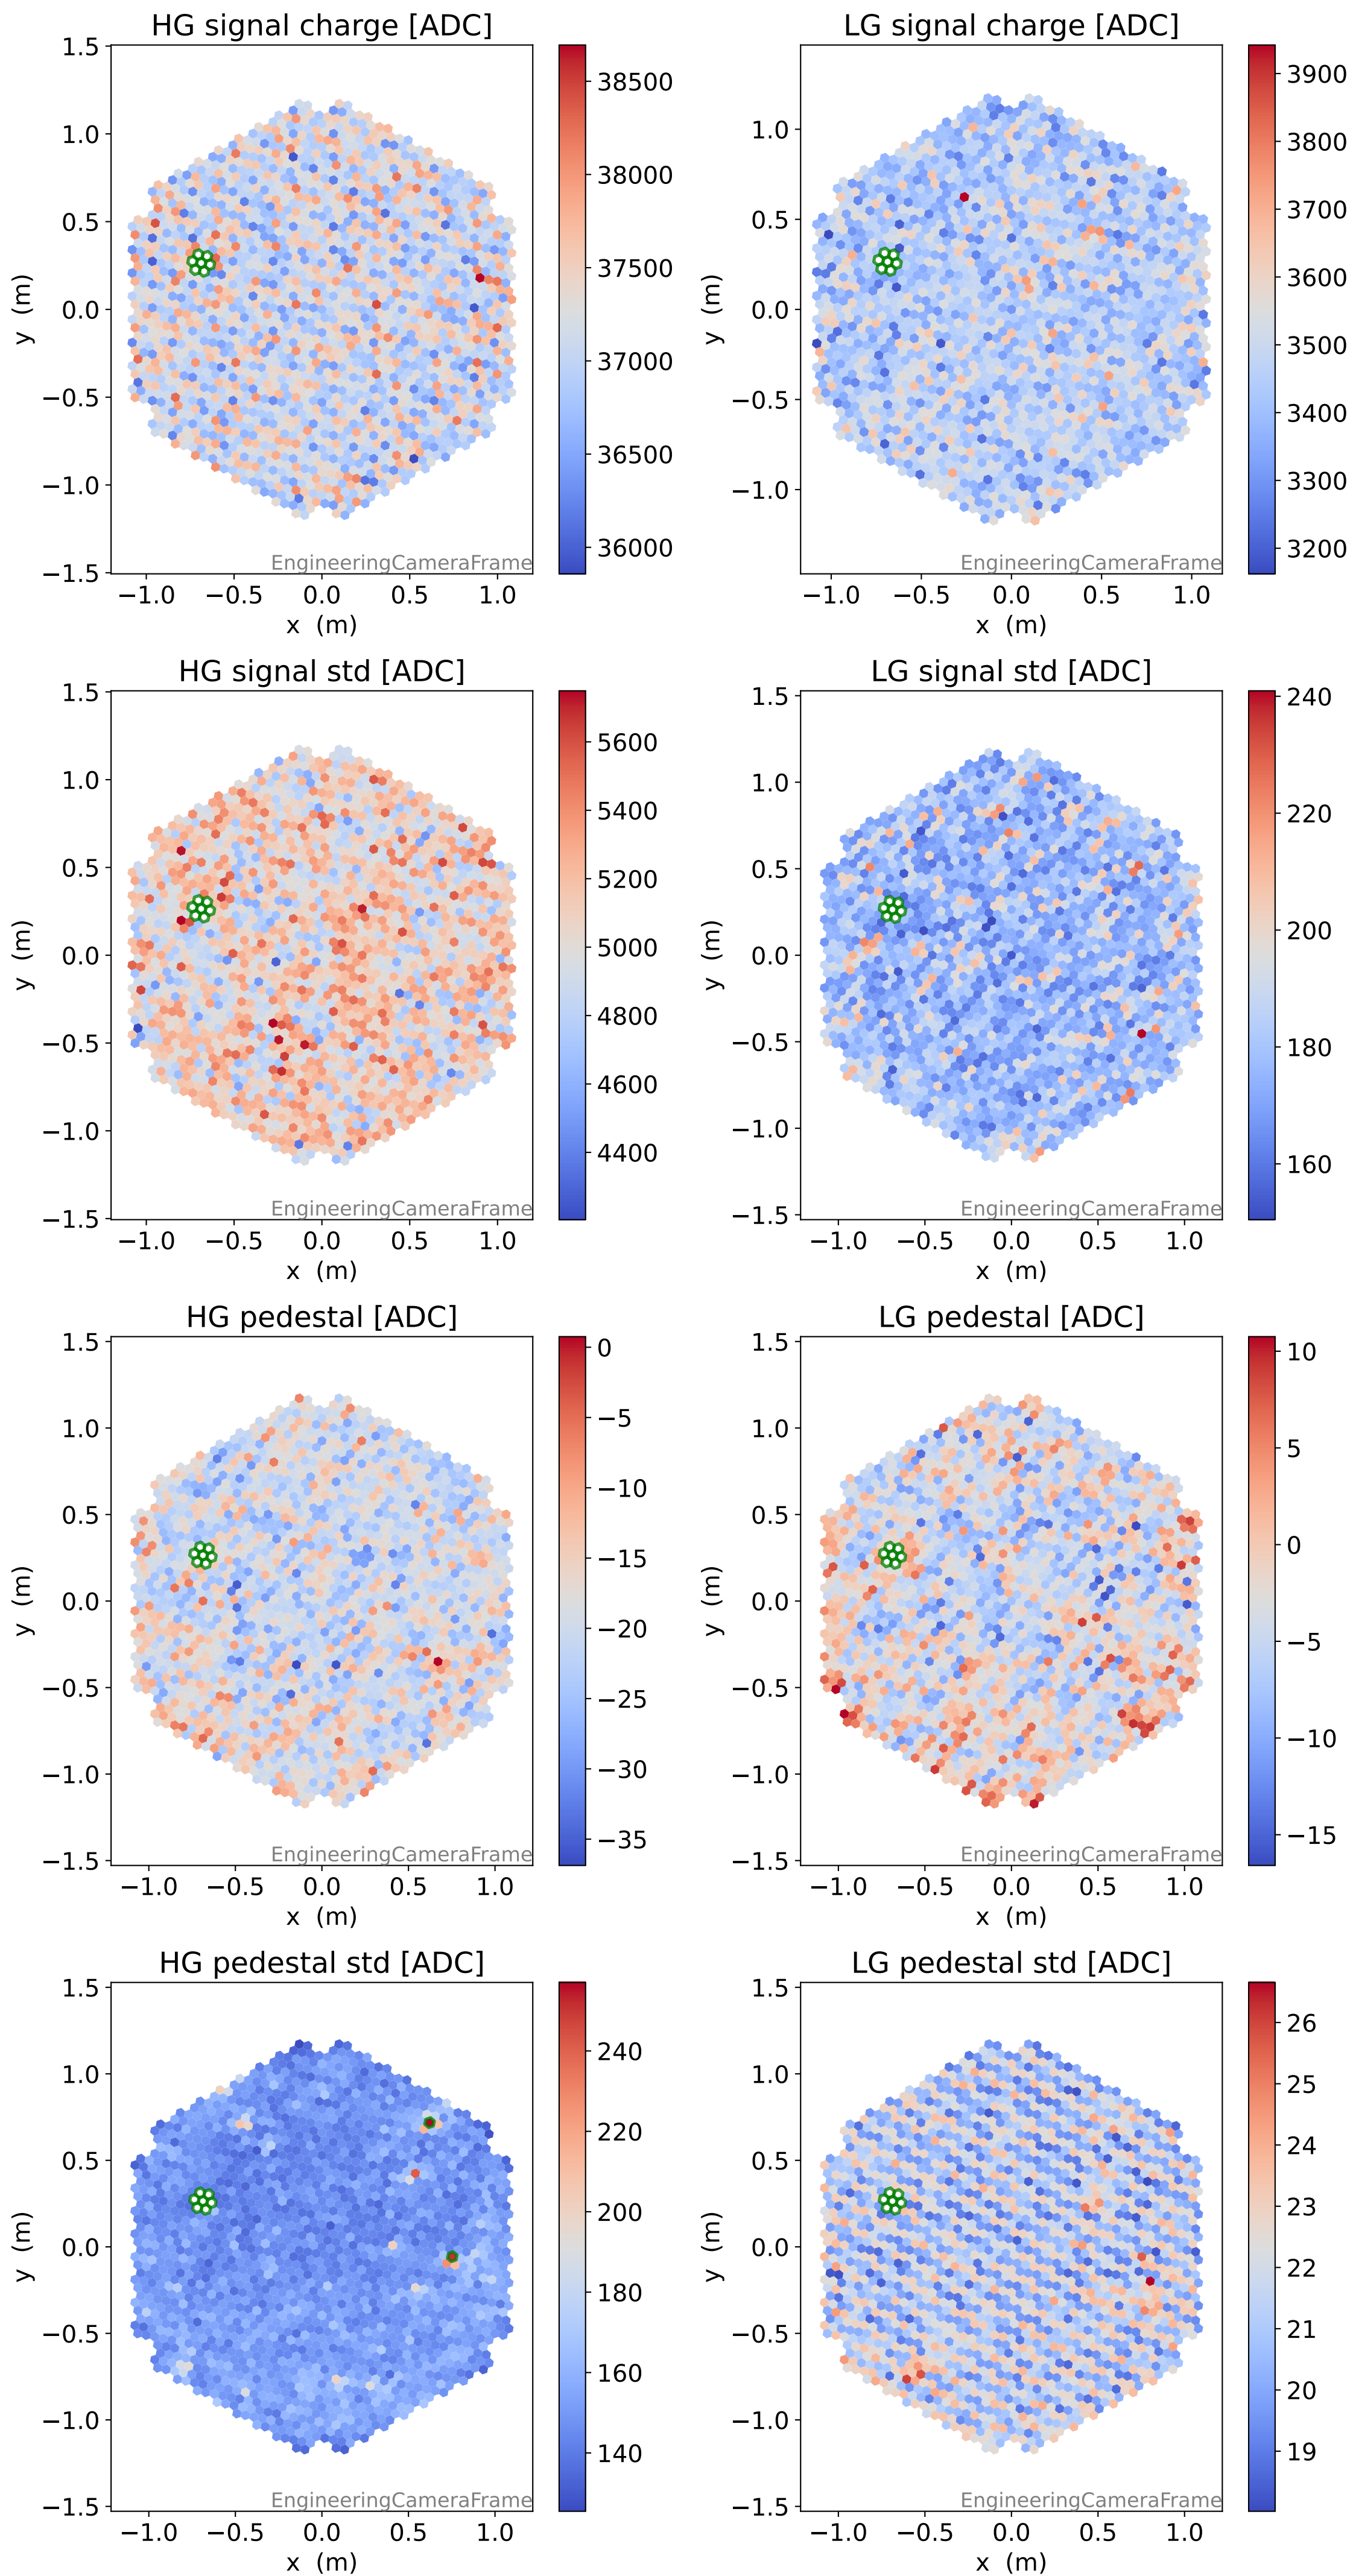 HG signal charge [ADC]
1.5
1.0
0.5
0.0
−0.5
−1.0
−1.5
y (m)
−1.0 −0.5 0.0 0.5 1.0
x (m)
EngineeringCameraFrame
38500
38000
37500
37000
36500
36000
LG signal charge [ADC]
1.0
0.5
0.0
−0.5
−1.0
y (m)
−1.0 −0.5 0.0 0.5 1.0
x (m)
EngineeringCameraFrame
3900
3800
3700
3600
3500
3400
3300
3200
HG signal std [ADC]
1.5
1.0
0.5
0.0
−0.5
−1.0
−1.5
y (m)
−1.0 −0.5 0.0 0.5 1.0
x (m)
EngineeringCameraFrame
5600
5400
5200
5000
4800
4600
4400
LG signal std [ADC]
1.5
1.0
0.5
0.0
−0.5
−1.0
−1.5
y (m)
−1.0 −0.5 0.0 0.5 1.0
x (m)
EngineeringCameraFrame
240
220
200
180
160
HG pedestal [ADC]
1.5
1.0
0.5
0.0
−0.5
−1.0
−1.5
y (m)
−1.0 −0.5 0.0 0.5 1.0
x (m)
EngineeringCameraFrame
0
−5
−10
−15
−20
−25
−30
−35
LG pedestal [ADC]
1.5
1.0
0.5
0.0
−0.5
−1.0
−1.5
y (m)
−1.0 −0.5 0.0 0.5 1.0
x (m)
EngineeringCameraFrame
10
5
0
−5
−10
−15
HG pedestal std [ADC]
1.5
1.0
0.5
0.0
−0.5
−1.0
−1.5
y (m)
−1.0 −0.5 0.0 0.5 1.0
x (m)
EngineeringCameraFrame
240
220
200
180
160
140
LG pedestal std [ADC]
1.5
1.0
0.5
0.0
−0.5
−1.0
−1.5
y (m)
−1.0 −0.5 0.0 0.5 1.0
x (m)
EngineeringCameraFrame
26
25
24
23
22
21
20
19